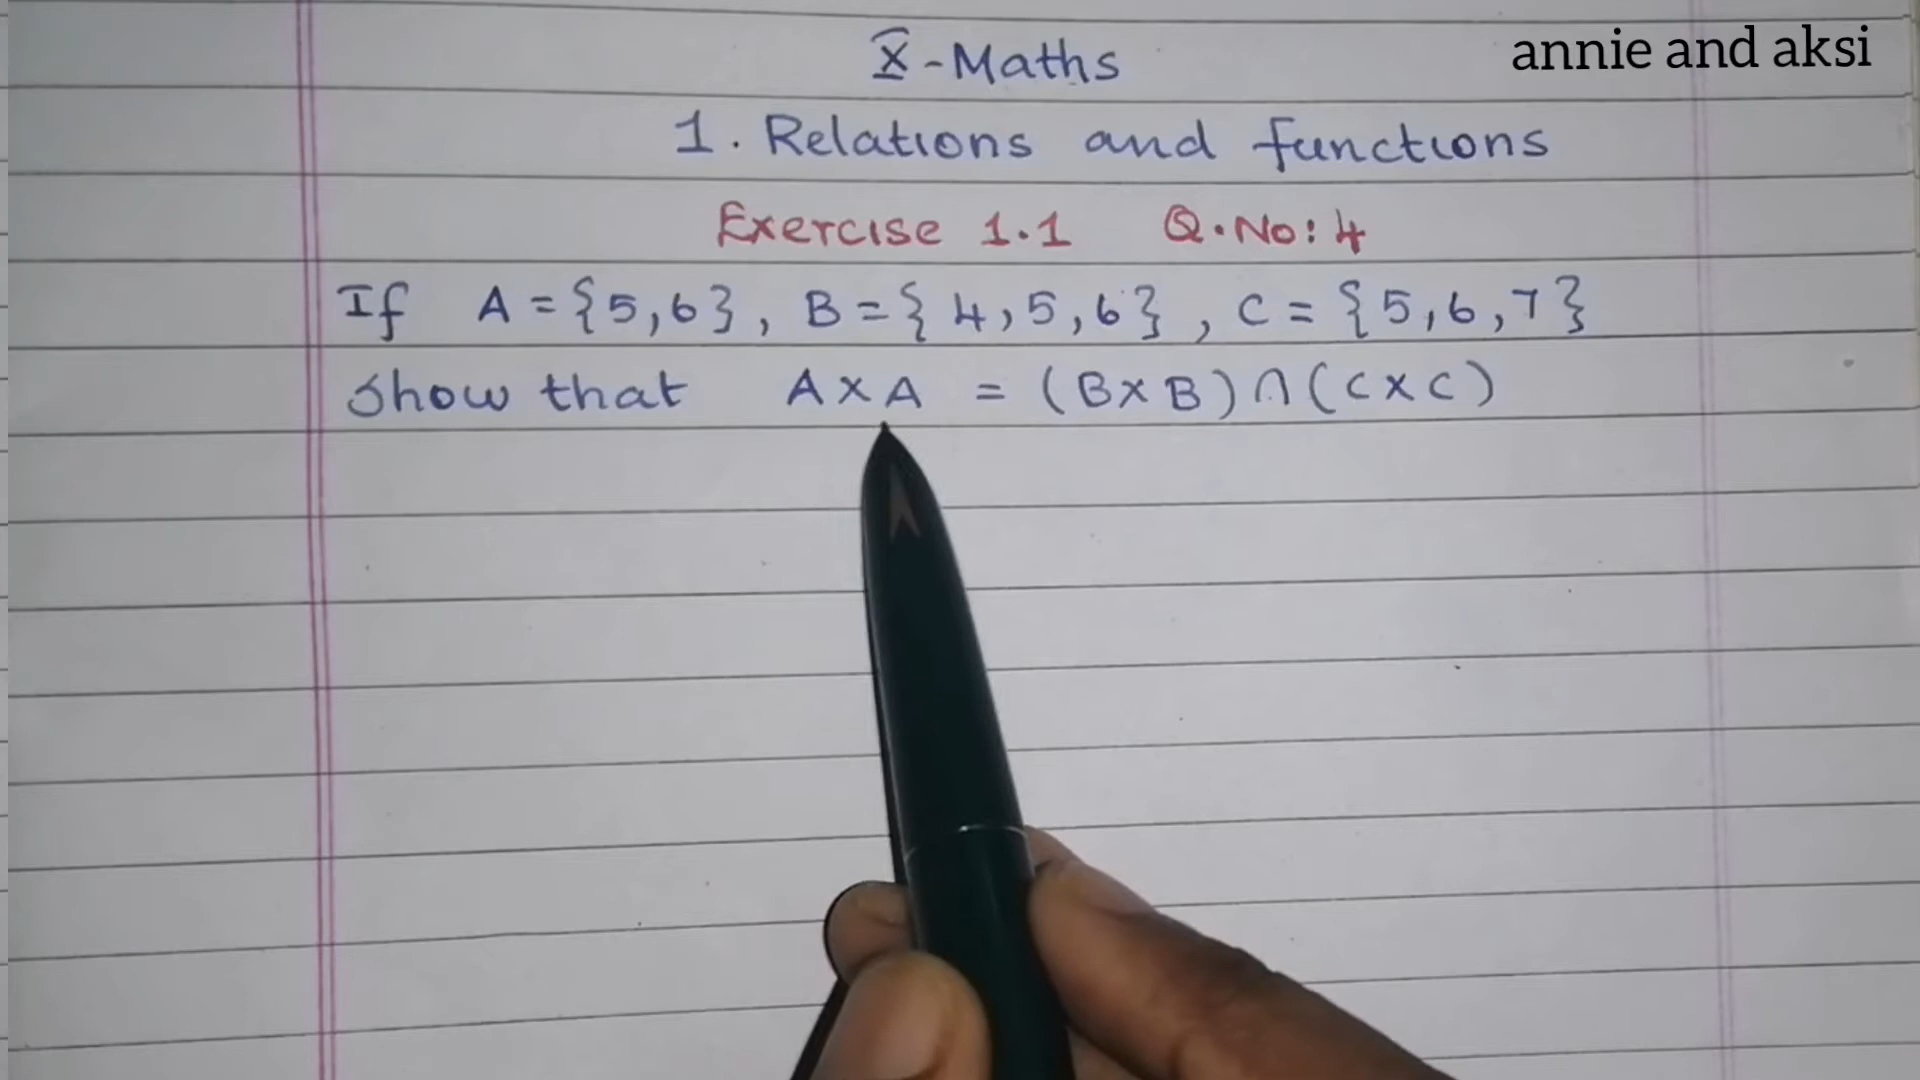 annie and aksi
X-Maths
1. Relations and functions
Exercise 1.1 Q.No: 4
If A = {5,6}, B = {4,5,6}, C = {5,6,7}
show that A×A = (B×B)∩(C×C)